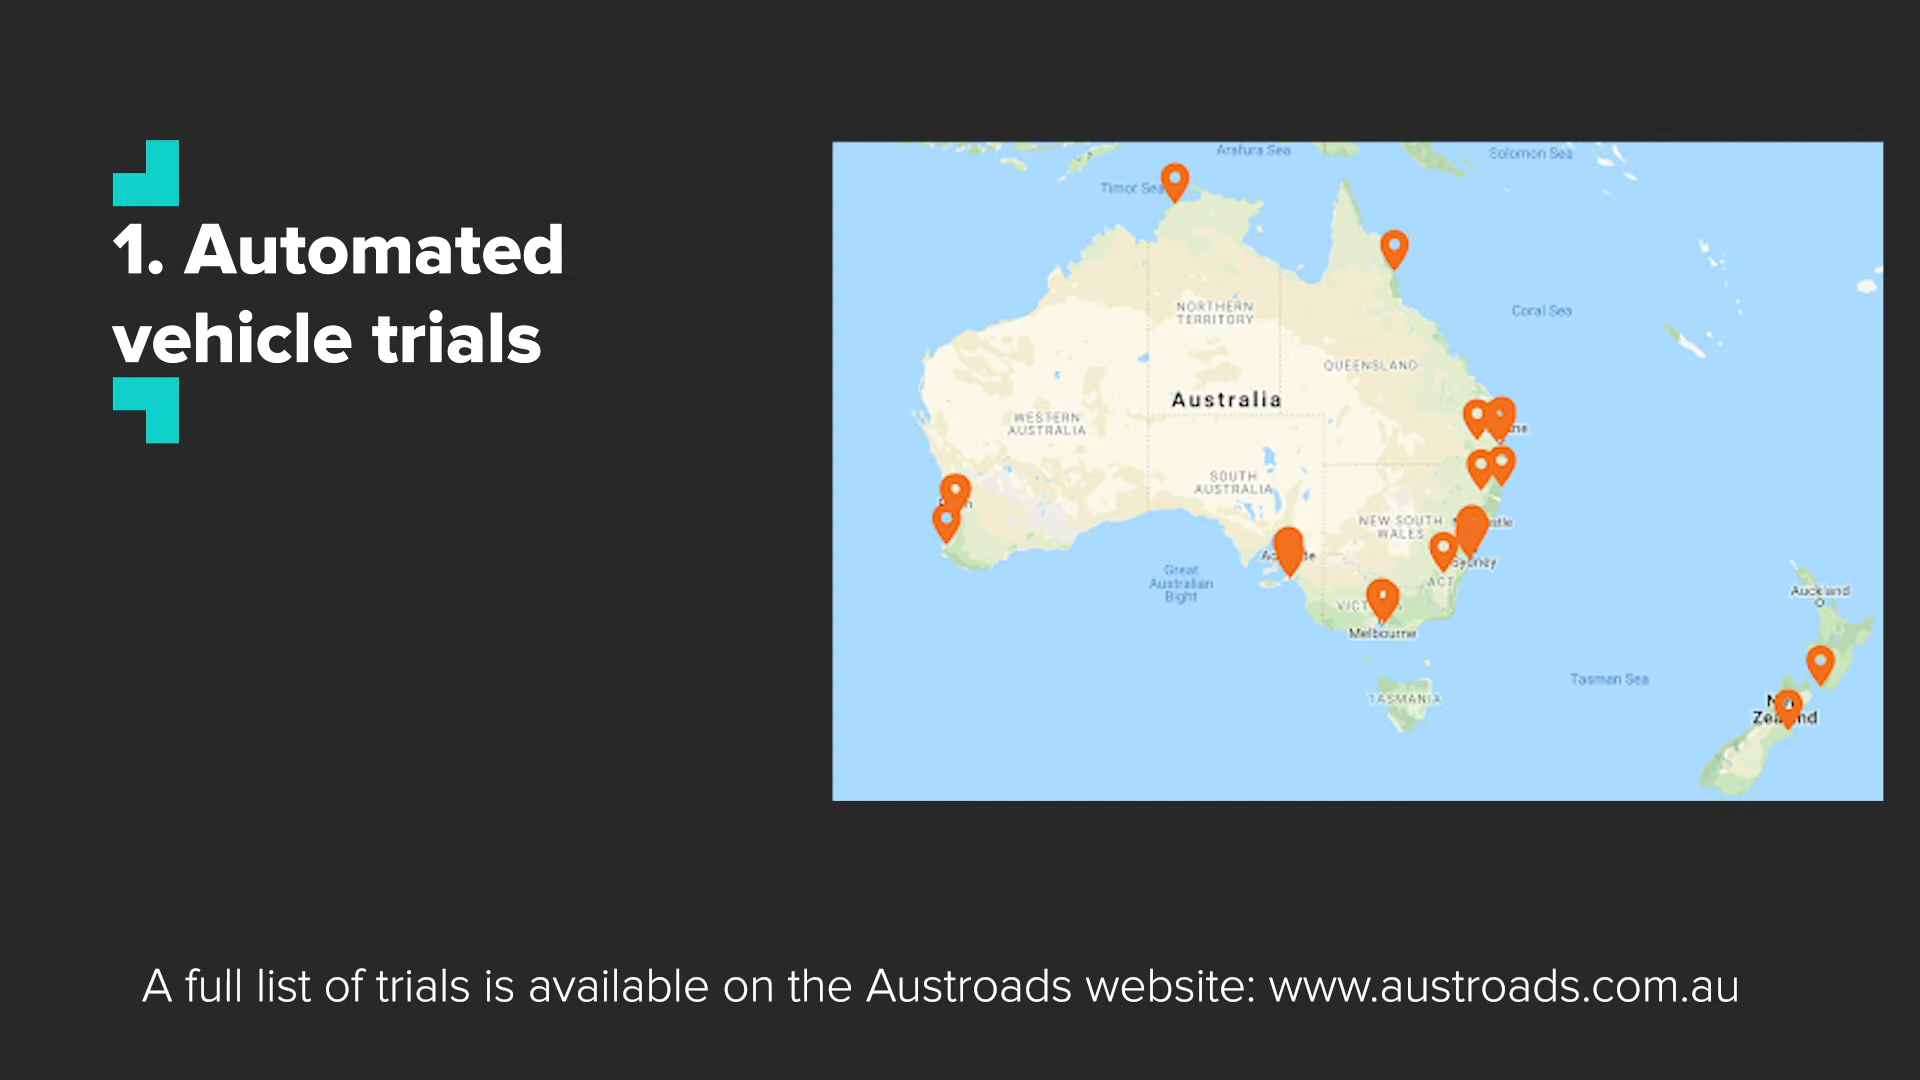 1. Automated
vehicle trials
Arafura Sea
Solomon Sea
Timor Sea
NORTHERN
TERRITORY
Coral Sea
QUEENSLAND
Australia
WESTERN
AUSTRALIA
SOUTH
AUSTRALIA
NEW SOUTH
WALES
Sydney
Great
Australian
Bight
ACT
Auckland
Melbourne
Tasman Sea
TASMANIA
A full list of trials is available on the Austroads website: www.austroads.com.au